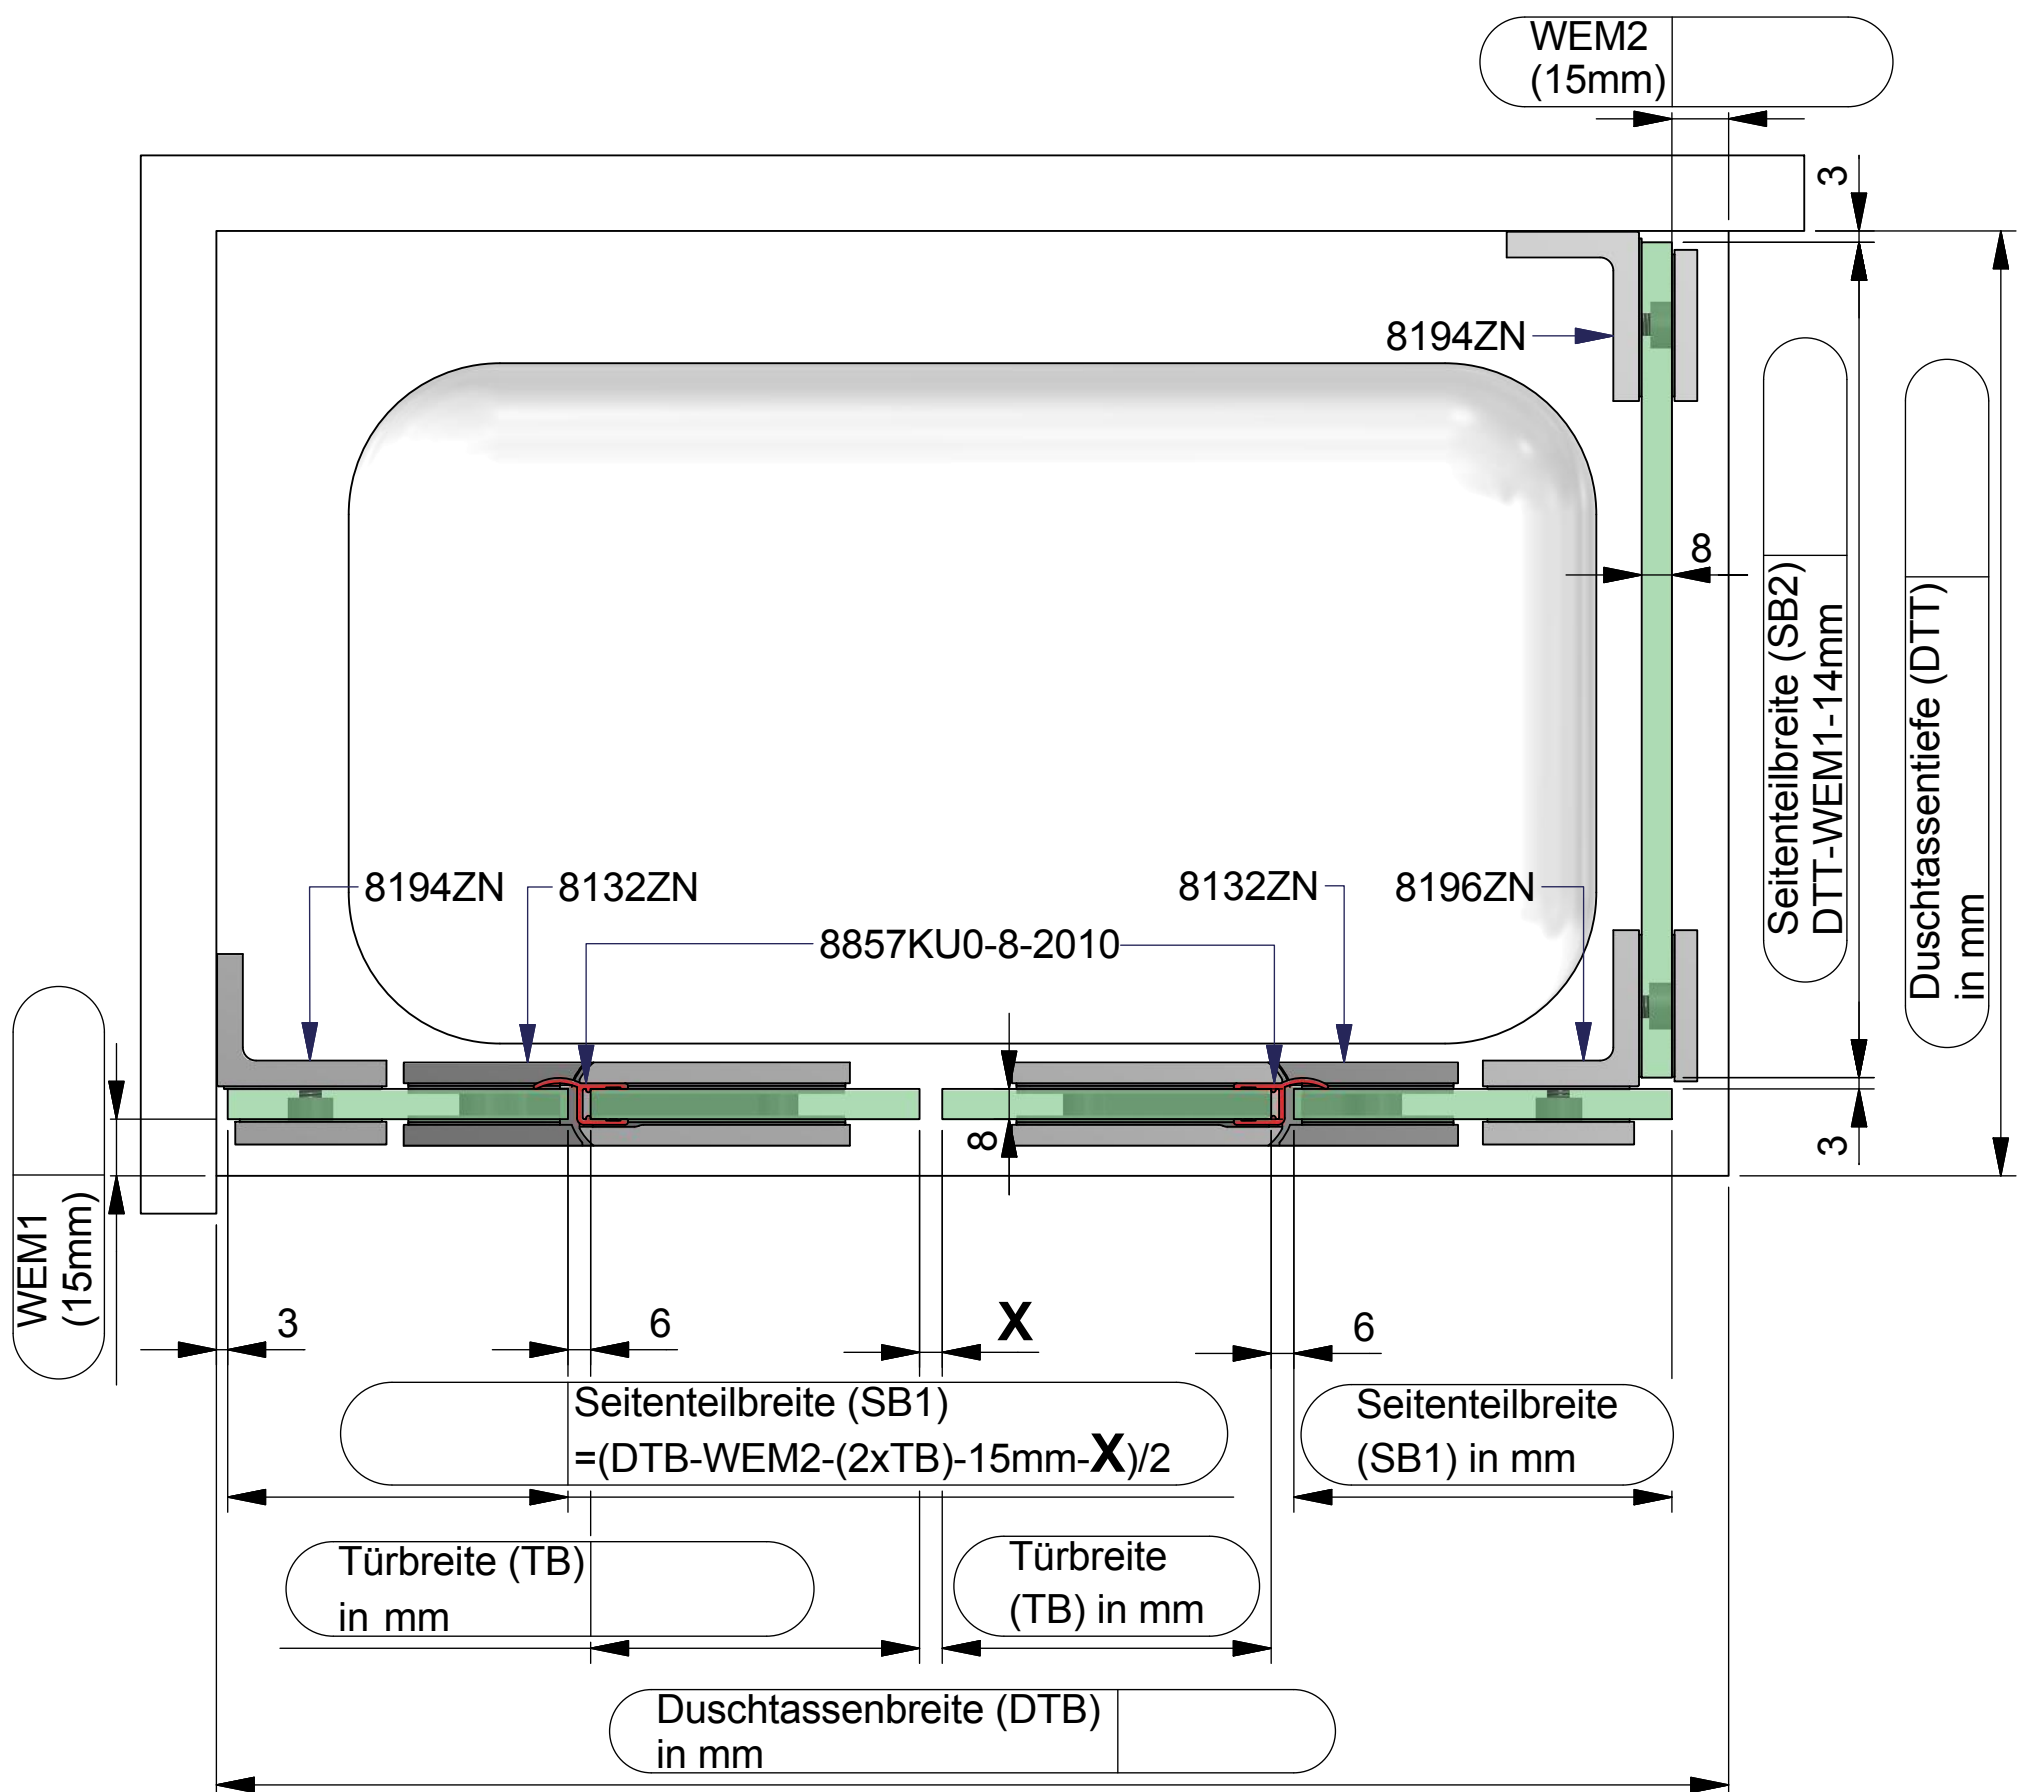 WEM2
(15mm)
3
8194ZN
8
Seitenteilbreite (SB2)
DTT-WEM1-14mm
Duschtassentiefe (DTT)
in mm
8194ZN
8132ZN
8132ZN
8196ZN
8857KU0-8-2010
8
3
WEM1
(15mm)
3
6
X
6
Seitenteilbreite (SB1)
=(DTB-WEM2-(2xTB)-15mm-X)/2
Seitenteilbreite
(SB1) in mm
Türbreite (TB)
in mm
Türbreite
(TB) in mm
Duschtassenbreite (DTB)
in mm